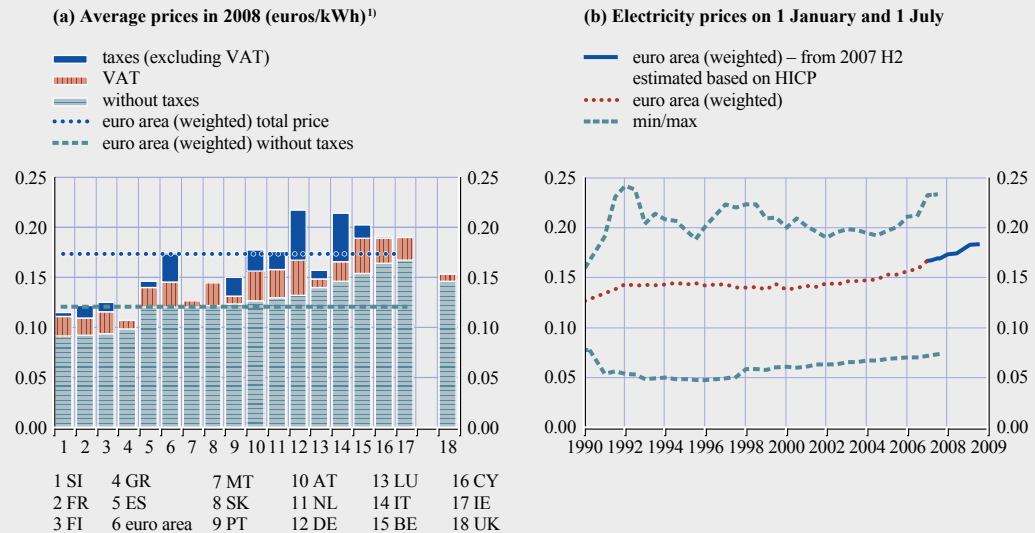 (a) Average prices in 2008 (euros/kWh)1)
taxes (excluding VAT)
VAT
without taxes
euro area (weighted) total price
euro area (weighted) without taxes
0.25 0.25
0.20 0.20
0.15 0.15
0.10 0.10
0.05 0.05
0.00 0.00
1 2 3 4 5 6 7 8 9 10 11 12 13 14 15 16 17 18
1 SI 4 GR 7 MT 10 AT 13 LU 16 CY
2 FR 5 ES 8 SK 11 NL 14 IT 17 IE
3 FI 6 euro area 9 PT 12 DE 15 BE 18 UK
(b) Electricity prices on 1 January and 1 July
euro area (weighted) – from 2007 H2
estimated based on HICP
euro area (weighted)
min/max
0.25 0.25
0.20 0.20
0.15 0.15
0.10 0.10
0.05 0.05
0.00 0.00
1990 1992 1994 1996 1998 2000 2002 2004 2006 2008 2009